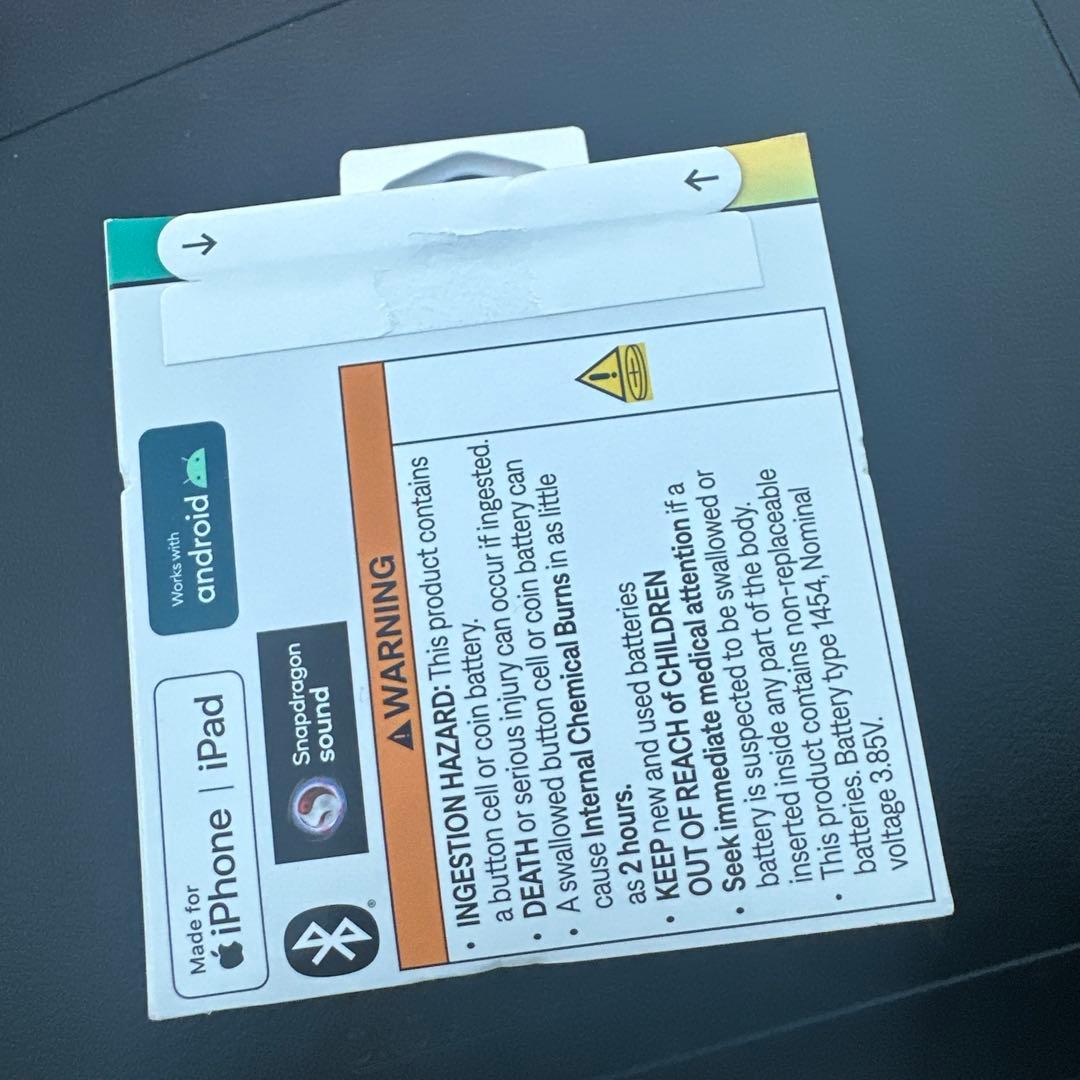 Made for
iPhone | iPad
Works with
android
Snapdragon
sound
WARNING
• INGESTION HAZARD: This product contains
a button cell or coin battery.
• DEATH or serious injury can occur if ingested.
• A swallowed button cell or coin battery can
cause Internal Chemical Burns in as little
as 2 hours.
• KEEP new and used batteries
OUT OF REACH of CHILDREN
• Seek immediate medical attention if a
battery is suspected to be swallowed or
inserted inside any part of the body.
• This product contains non-replaceable
batteries. Battery type 1454, Nominal
voltage 3.85V.